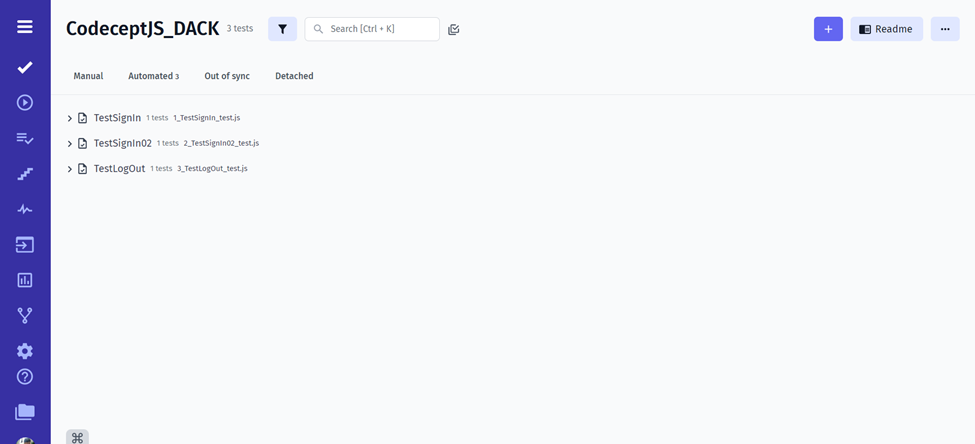 CodeceptJS_DACK 3 tests Search [Ctrl + K] + Readme ...
Manual Automated 3 Out of sync Detached
TestSignIn 1 tests 1_TestSignIn_test.js
TestSignIn02 1 tests 2_TestSignIn02_test.js
TestLogOut 1 tests 3_TestLogOut_test.js